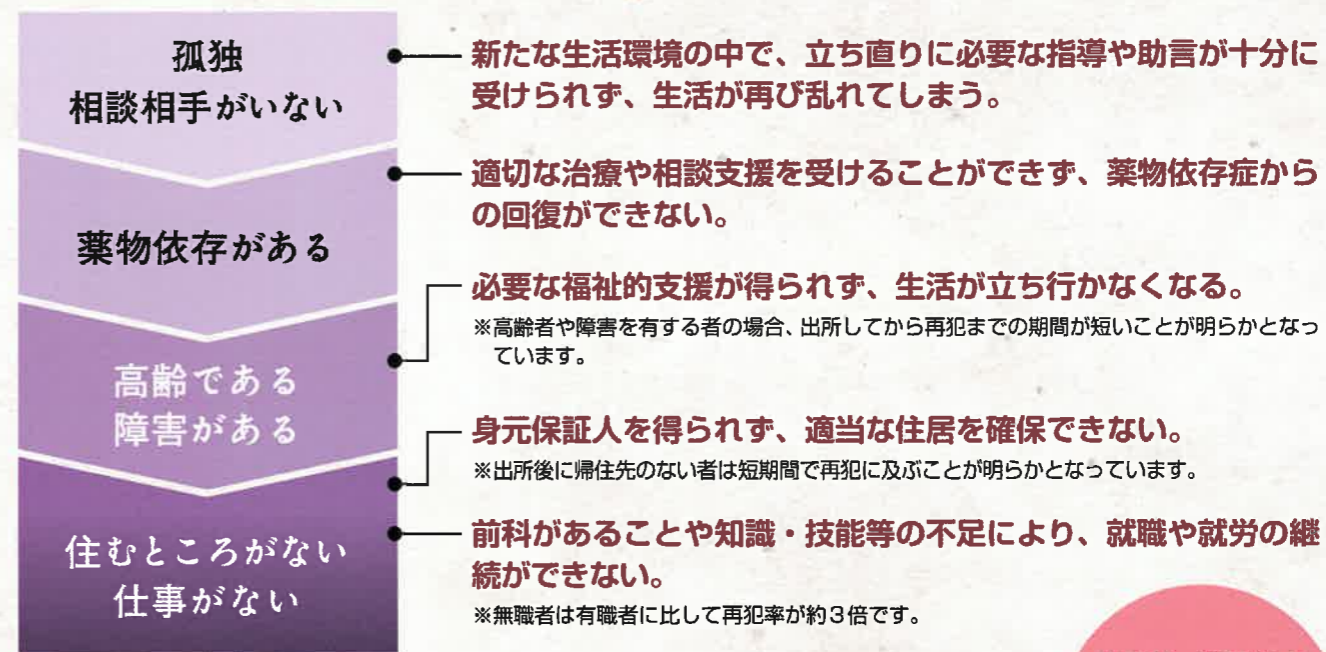 孤独
相談相手がいない
新たな生活環境の中で、立ち直りに必要な指導や助言が十分に
受けられず、生活が再び乱れてしまう。
薬物依存がある
適切な治療や相談支援を受けることができず、薬物依存症から
の回復ができない。
高齢である
障害がある
必要な福祉的支援が得られず、生活が立ち行かなくなる。
※高齢者や障害を有する者の場合、出所してから再犯までの期間が短いことが明らかとなっ
ています。
住むところがない
仕事がない
身元保証人を得られず、適当な住居を確保できない。
※出所後に帰住先のない者は短期間で再犯に及ぶことが明らかとなっています。
前科があることや知識・技能等の不足により、就職や就労の継
続ができない。
※無職者は有職者に比して再犯率が約3倍です。